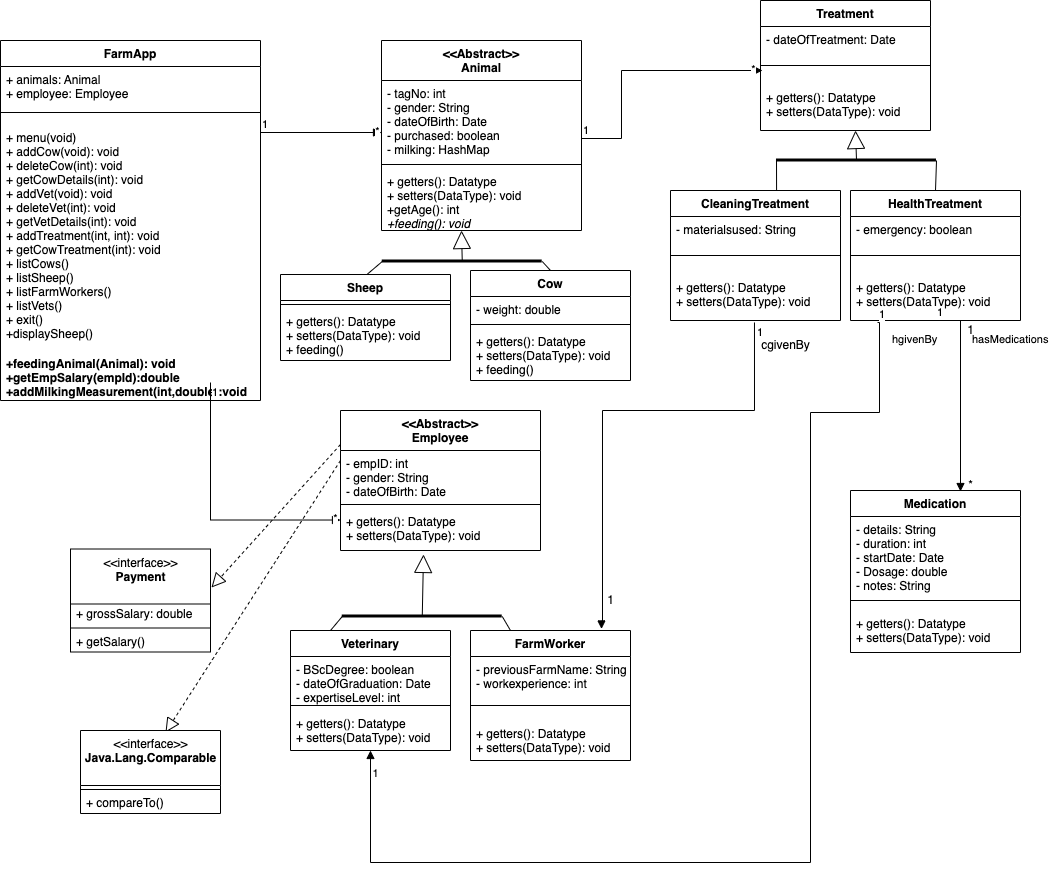 FarmApp
+ animals: Animal
+ employee: Employee
+ menu(void)
+ addCow(void): void
+ deleteCow(int): void
+ getCowDetails(int): void
+ addVet(void): void
+ deleteVet(int): void
+ getVetDetails(int): void
+ addTreatment(int, int): void
+ getCowTreatment(int): void
+ listCows()
+ listSheep()
+ listFarmWorkers()
+ listVets()
+ exit()
+displaySheep()
+feedingAnimal(Animal): void
+getEmpSalary(empId):double
+addMilkingMeasurement(int,double):void
1
1
*
<<Abstract>>
Animal
- tagNo: int
- gender: String
- dateOfBirth: Date
- purchased: boolean
- milking: HashMap
+ getters(): Datatype
+ setters(DataType): void
+getAge(): int
+feeding(): void
1
*
Treatment
- dateOfTreatment: Date
+ getters(): Datatype
+ setters(DataType): void
Sheep
+ getters(): Datatype
+ setters(DataType): void
+ feeding()
Cow
- weight: double
+ getters(): Datatype
+ setters(DataType): void
+ feeding()
CleaningTreatment
- materialsused: String
+ getters(): Datatype
+ setters(DataType): void
HealthTreatment
- emergency: boolean
+ getters(): Datatype
+ setters(DataType): void
1
cgivenBy
1
1
hgivenBy
1
hasMedications
<<Abstract>>
Employee
- empID: int
- gender: String
- dateOfBirth: Date
+ getters(): Datatype
+ setters(DataType): void
*
*
Medication
- details: String
- duration: int
- startDate: Date
- Dosage: double
- notes: String
+ getters(): Datatype
+ setters(DataType): void
<<interface>>
Payment
+ grossSalary: double
+ getSalary()
1
Veterinary
- BScDegree: boolean
- dateOfGraduation: Date
- expertiseLevel: int
+ getters(): Datatype
+ setters(DataType): void
FarmWorker
- previousFarmName: String
- workexperience: int
+ getters(): Datatype
+ setters(DataType): void
<<interface>>
Java.Lang.Comparable
+ compareTo()
1